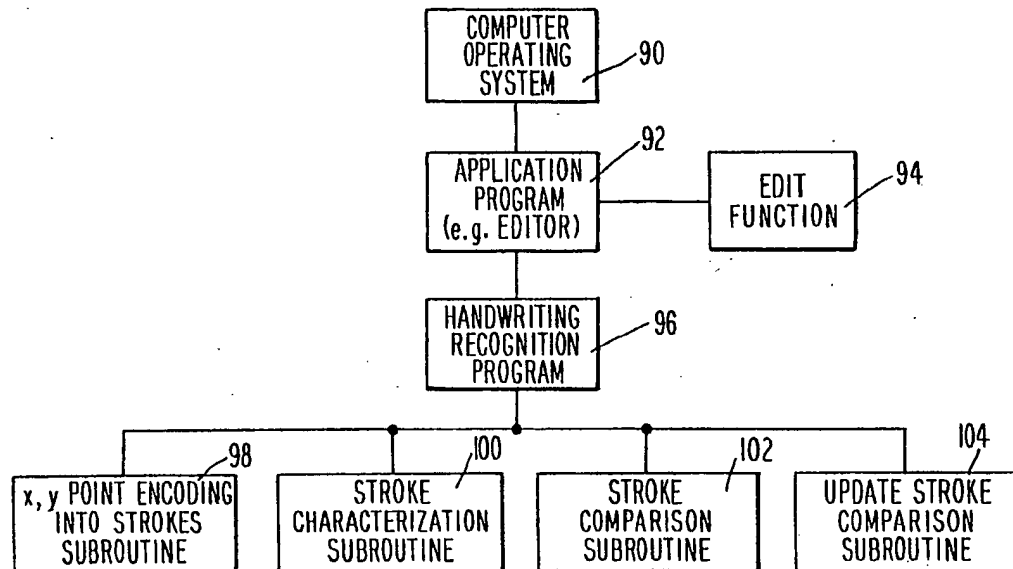 COMPUTER
OPERATING
SYSTEM
90
APPLICATION
PROGRAM
(e.g. EDITOR)
92
EDIT
FUNCTION
94
HANDWRITING
RECOGNITION
PROGRAM
96
x, y POINT ENCODING
INTO STROKES
SUBROUTINE
98
STROKE
CHARACTERIZATION
SUBROUTINE
100
STROKE
COMPARISON
SUBROUTINE
102
UPDATE STROKE
COMPARISON
SUBROUTINE
104